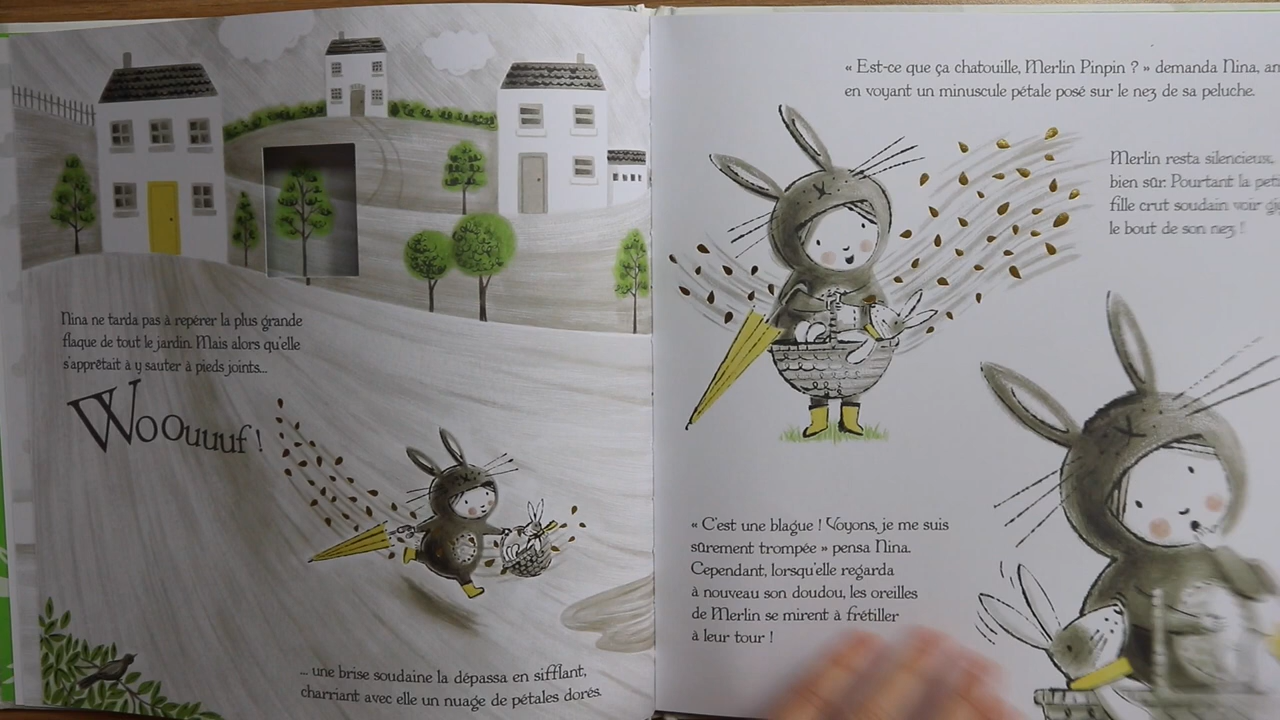 Nina ne tarda pas à repérer la plus grande
flaque de tout le jardin. Mais alors qu'elle
s'apprêtait à y sauter à pieds joints...
WoOuuuf !
... une brise soudaine la dépassa en sifflant,
charriant avec elle un nuage de pétales dorés.
« Est-ce que ça chatouille, Merlin Pinpin ? » demanda Nina,
en voyant un minuscule pétale posé sur le nez de sa peluche.
Merlin resta silencieux,
bien sûr. Pourtant la
fille crut soudain voir
le bout de son nez !
« C'est une blague ! Voyons, je me suis
sûrement trompée » pensa Nina.
Cependant, lorsqu'elle regarda
à nouveau son doudou, les oreilles
de Merlin se mirent à frétiller
à leur tour !